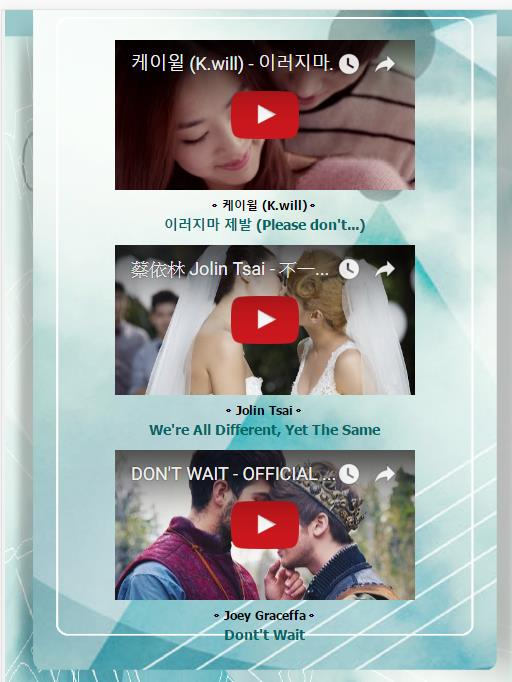 케이윌 (K.will) - 이러지마...
⚬ 케이윌 (K.will) ⚬
이러지마 제발 (Please don't...)
蔡依林 Jolin Tsai - 不一...
⚬ Jolin Tsai ⚬
We're All Different, Yet The Same
DON'T WAIT - OFFICIAL ...
⚬ Joey Graceffa ⚬
Dont't Wait